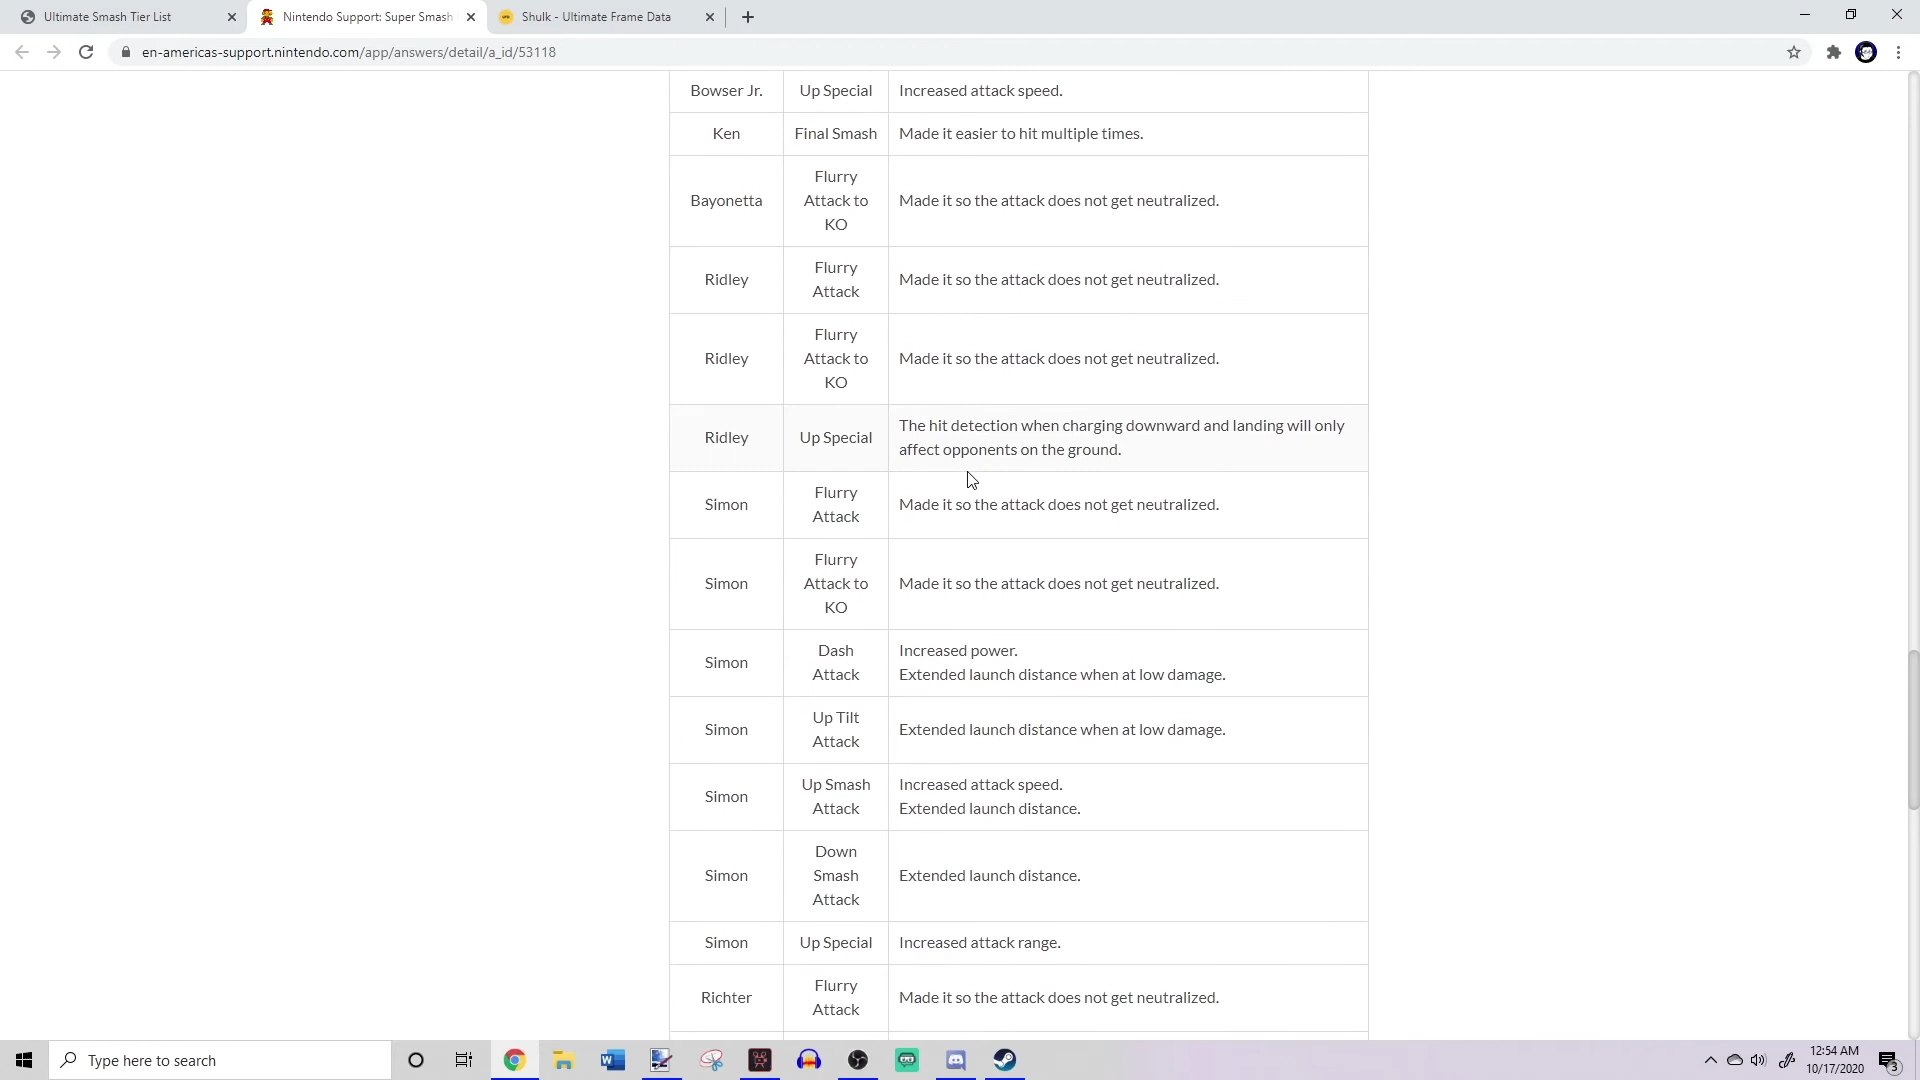 Ultimate Smash Tier List
Nintendo Support: Super Smash
Shulk - Ultimate Frame Data
en-americas-support.nintendo.com/app/answers/detail/a_id/53118
Bowser Jr.
Up Special
Increased attack speed.
Ken
Final Smash
Made it easier to hit multiple times.
Bayonetta
Flurry
Attack to
KO
Made it so the attack does not get neutralized.
Ridley
Flurry
Attack
Made it so the attack does not get neutralized.
Ridley
Flurry
Attack to
KO
Made it so the attack does not get neutralized.
Ridley
Up Special
The hit detection when charging downward and landing will only
affect opponents on the ground.
Simon
Flurry
Attack
Made it so the attack does not get neutralized.
Simon
Flurry
Attack to
KO
Made it so the attack does not get neutralized.
Simon
Dash
Attack
Increased power.
Extended launch distance when at low damage.
Simon
Up Tilt
Attack
Extended launch distance when at low damage.
Simon
Up Smash
Attack
Increased attack speed.
Extended launch distance.
Simon
Down
Smash
Attack
Extended launch distance.
Simon
Up Special
Increased attack range.
Richter
Flurry
Attack
Made it so the attack does not get neutralized.
Type here to search
12:54 AM
10/17/2020
3